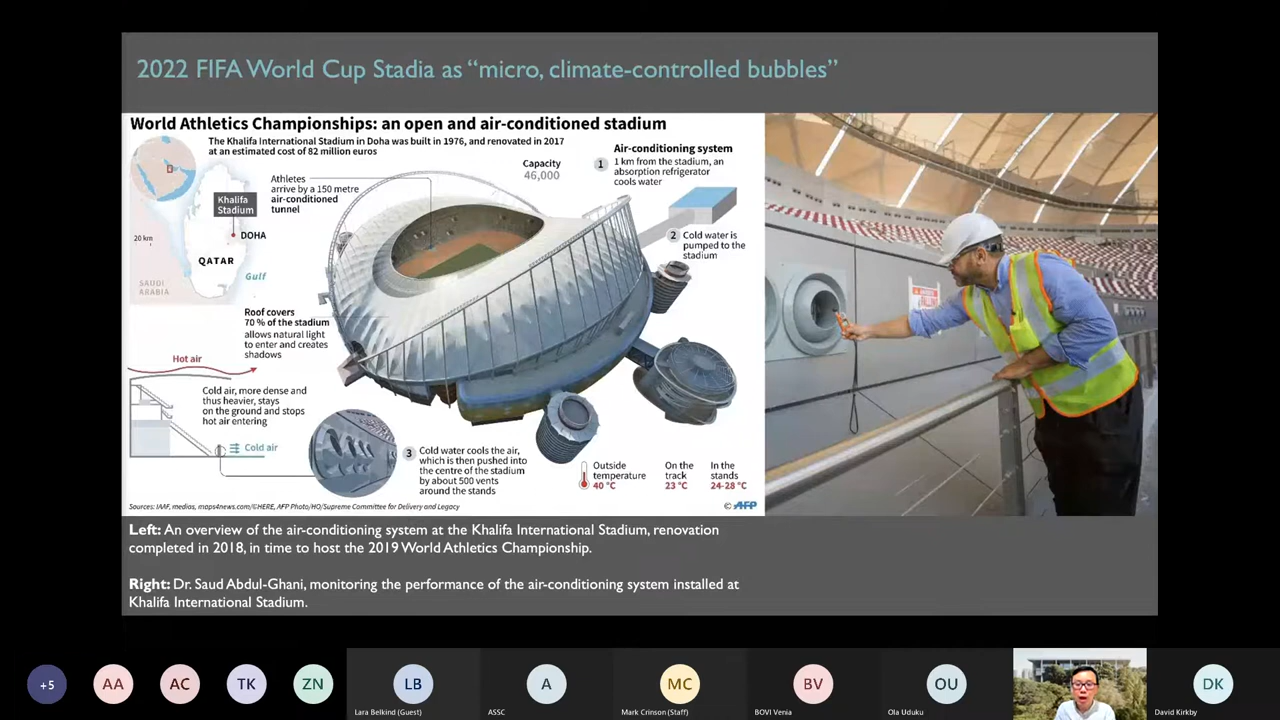 2022 FIFA World Cup Stadia as “micro, climate-controlled bubbles”
World Athletics Championships: an open and air-conditioned stadium
The Khalifa International Stadium in Doha was built in 1976, and renovated in 2017
at an estimated cost of 82 million euros
Capacity
46,000
1
Air-conditioning system
1 km from the stadium, an
absorption refrigerator
cools water
Athletes
arrive by a 150 metre
air-conditioned
tunnel
Khalifa
Stadium
20 km
DOHA
QATAR
Gulf
SAUDI
ARABIA
2
Cold water is
pumped to the
stadium
Roof covers
70 % of the stadium
allows natural light
to enter and creates
shadows
Hot air
Cold air, more dense and
thus heavier, stays
on the ground and stops
hot air entering
Cold air
3
Cold water cools the air,
which is then pushed into
the centre of the stadium
by about 500 vents
around the stands
Outside
temperature
40 °C
On the
track
23 °C
In the
stands
24-28 °C
Sources: IAAF, medias, maps4news.com/©HERE, AFP Photo/HO/Supreme Committee for Delivery and Legacy
© AFP
Left: An overview of the air-conditioning system at the Khalifa International Stadium, renovation
completed in 2018, in time to host the 2019 World Athletics Championship.
Right: Dr. Saud Abdul-Ghani, monitoring the performance of the air-conditioning system installed at
Khalifa International Stadium.
+5
AA
AC
TK
ZN
LB
Lara Belkind (Guest)
A
ASSC
MC
Mark Crinson (Staff)
BV
BOVI Venia
OU
Ola Uduku
DK
David Kirkby